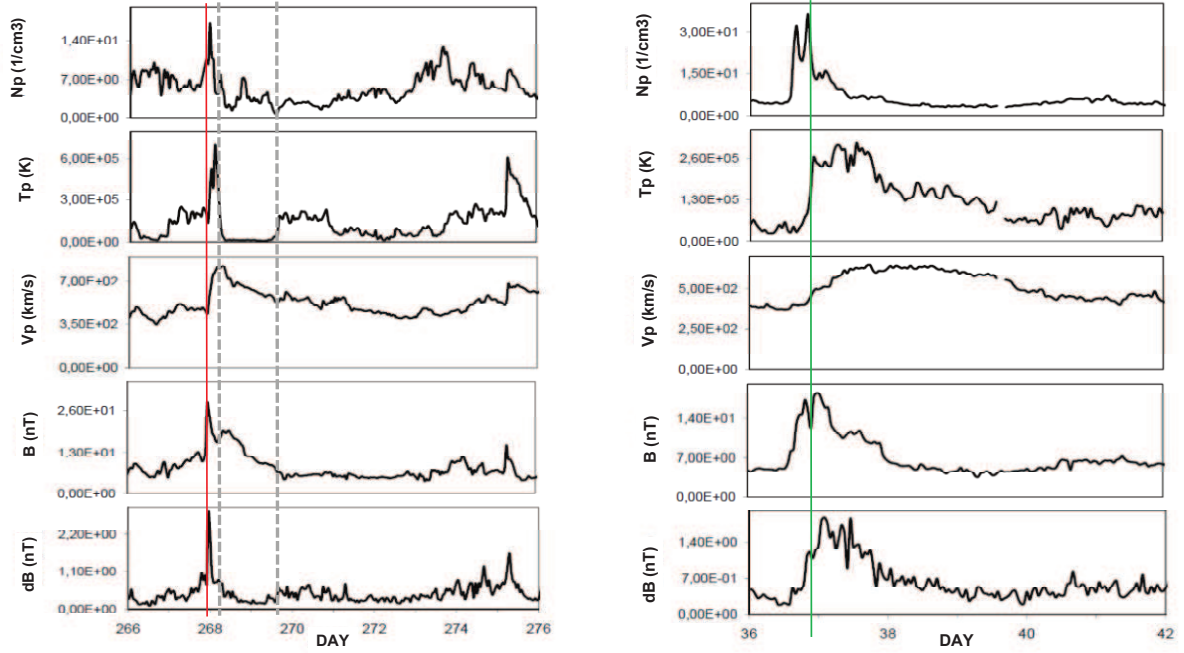 Np (1/cm3)
1,40E+01
7,00E+00
0,00E+00
Tp (K)
6,00E+05
3,00E+05
0,00E+00
Vp (km/s)
7,00E+02
3,50E+02
0,00E+00
B (nT)
2,60E+01
1,30E+01
0,00E+00
dB (nT)
2,20E+00
1,10E+00
0,00E+00
266 268 270 272 274 276
DAY
Np (1/cm3)
3,00E+01
1,50E+01
0,00E+00
Tp (K)
2,60E+05
1,30E+05
0,00E+00
Vp (km/s)
5,00E+02
2,50E+02
0,00E+00
B (nT)
1,40E+01
7,00E+00
0,00E+00
dB (nT)
1,40E+00
7,00E-01
0,00E+00
36 38 40 42
DAY